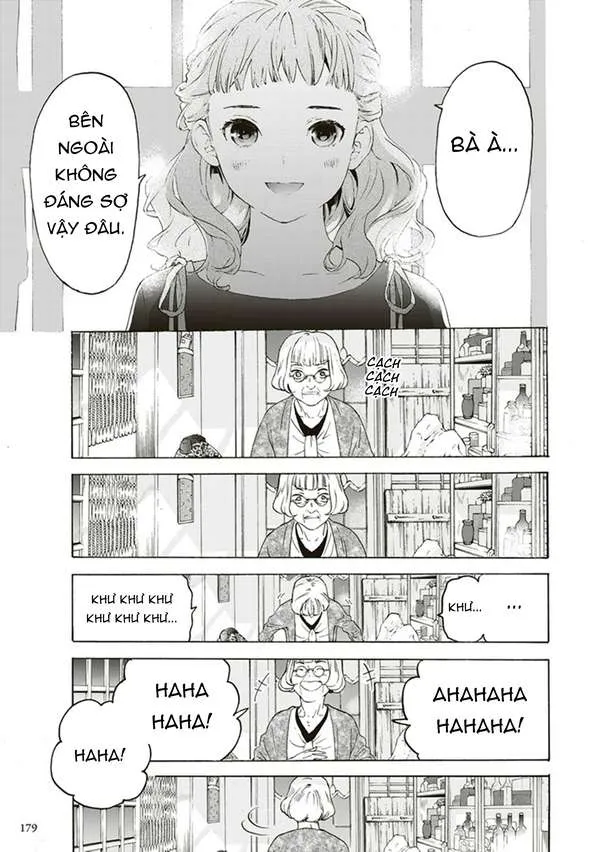 BÀ À...
BÊN
NGOÀI
KHÔNG
ĐÁNG SỢ
VẬY ĐÂU.
CẠCH
CẠCH
CẠCH
...
KHƯ...
KHƯ KHƯ KHƯ
KHƯ KHƯ KHƯ...
AHAHAHA
HAHAHA!
HAHA
HAHA!
HAHA!
179